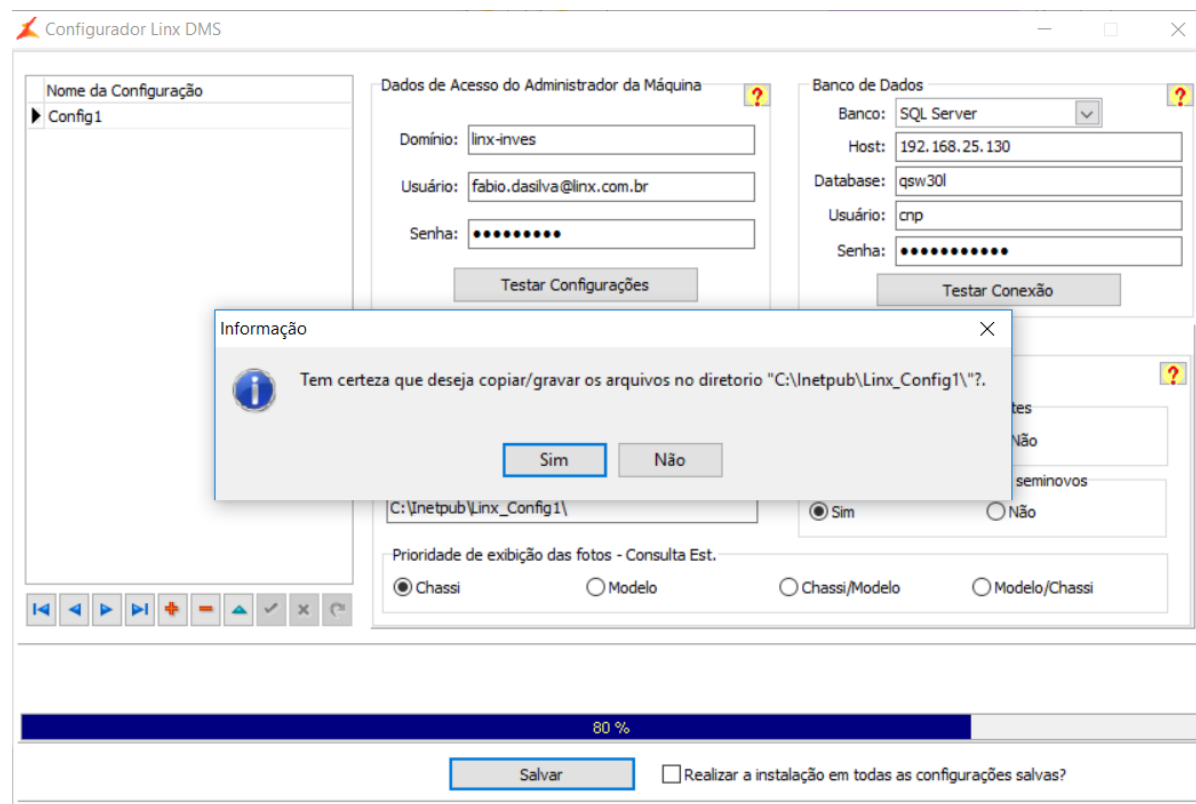 Configurador Linx DMS
Nome da Configuração
Config1
Dados de Acesso do Administrador da Máquina
Domínio: linx-inves
Usuário: fabio.dasilva@linx.com.br
Senha: ●●●●●●●●●
Testar Configurações
Banco de Dados
Banco: SQL Server
Host: 192.168.25.130
Database: qsw30l
Usuário: cnp
Senha: ●●●●●●●●●●●
Testar Conexão
Informação
Tem certeza que deseja copiar/gravar os arquivos no diretorio "C:\Inetpub\Linx_Config1\"?.
Sim Não
tes
Não
seminovos
C:\Inetpub\Linx_Config1\
Sim Não
Prioridade de exibição das fotos - Consulta Est.
Chassi Modelo Chassi/Modelo Modelo/Chassi
80 %
Salvar Realizar a instalação em todas as configurações salvas?